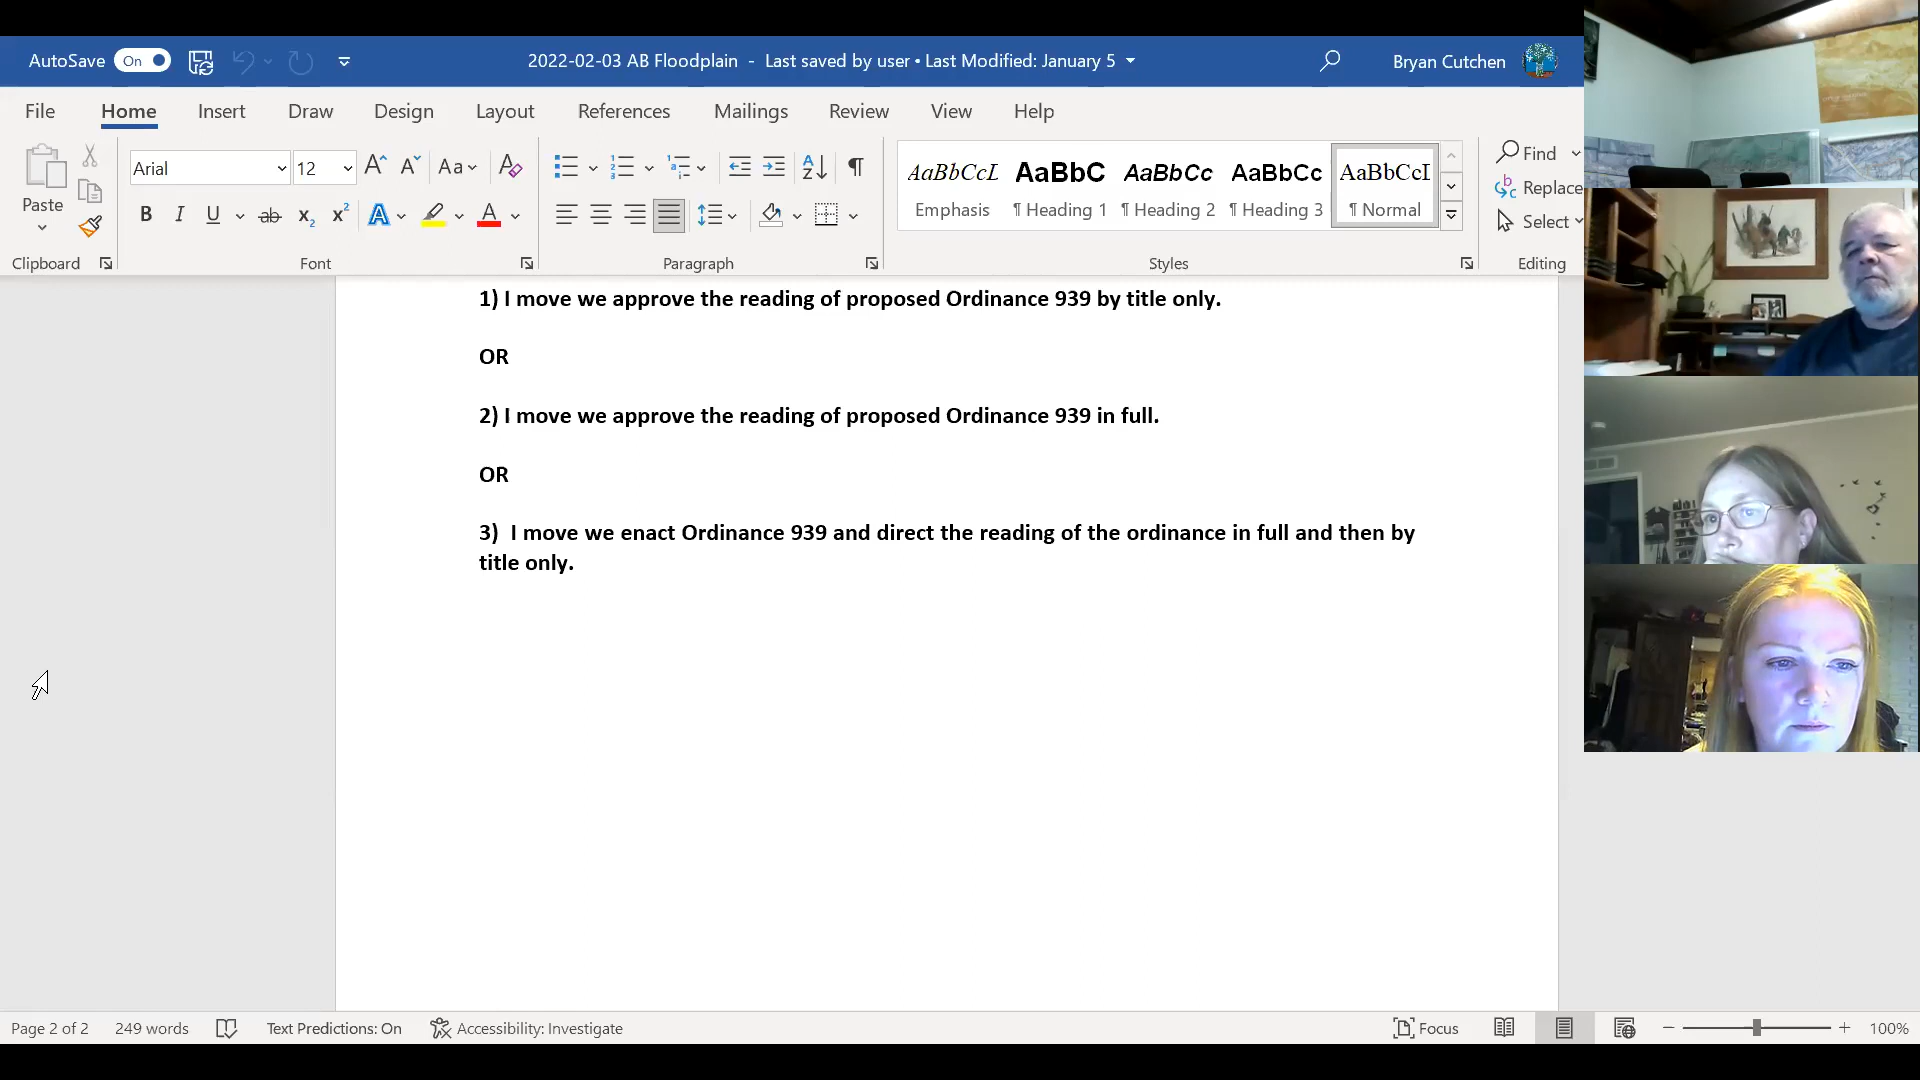 AutoSave On 2022-02-03 AB Floodplain - Last saved by user • Last Modified: January 5 Bryan Cutchen
File Home Insert Draw Design Layout References Mailings Review View Help
Paste
Arial 12 Aa
AaBbCcL AaBbC AaBbCc AaBbCc AaBbCcI
Emphasis ¶ Heading 1 ¶ Heading 2 ¶ Heading 3 ¶ Normal
Find
Replace
Select
Clipboard Font Paragraph Styles Editing
1) I move we approve the reading of proposed Ordinance 939 by title only.
OR
2) I move we approve the reading of proposed Ordinance 939 in full.
OR
3) I move we enact Ordinance 939 and direct the reading of the ordinance in full and then by
title only.
Page 2 of 2 249 words Text Predictions: On Accessibility: Investigate Focus 100%